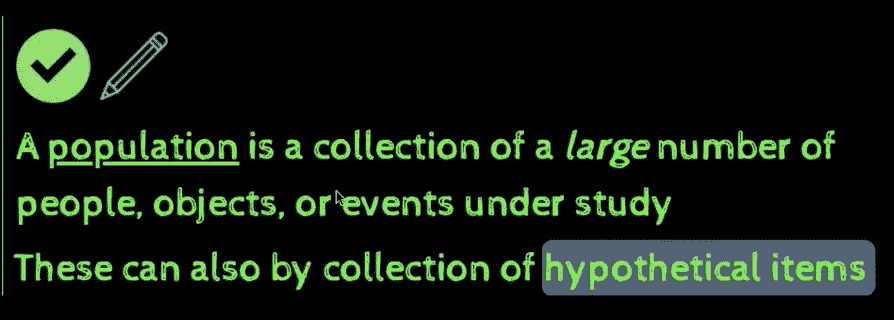 A population is a collection of a large number of
people, objects, or events under study
These can also by collection of hypothetical items